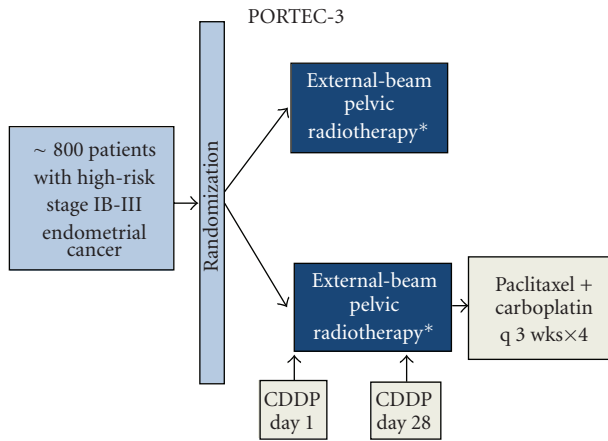 PORTEC-3
~ 800 patients
with high-risk
stage IB-III
endometrial
cancer
Randomization
External-beam
pelvic
radiotherapy*
External-beam
pelvic
radiotherapy*
Paclitaxel +
carboplatin
q 3 wks×4
CDDP
day 1
CDDP
day 28